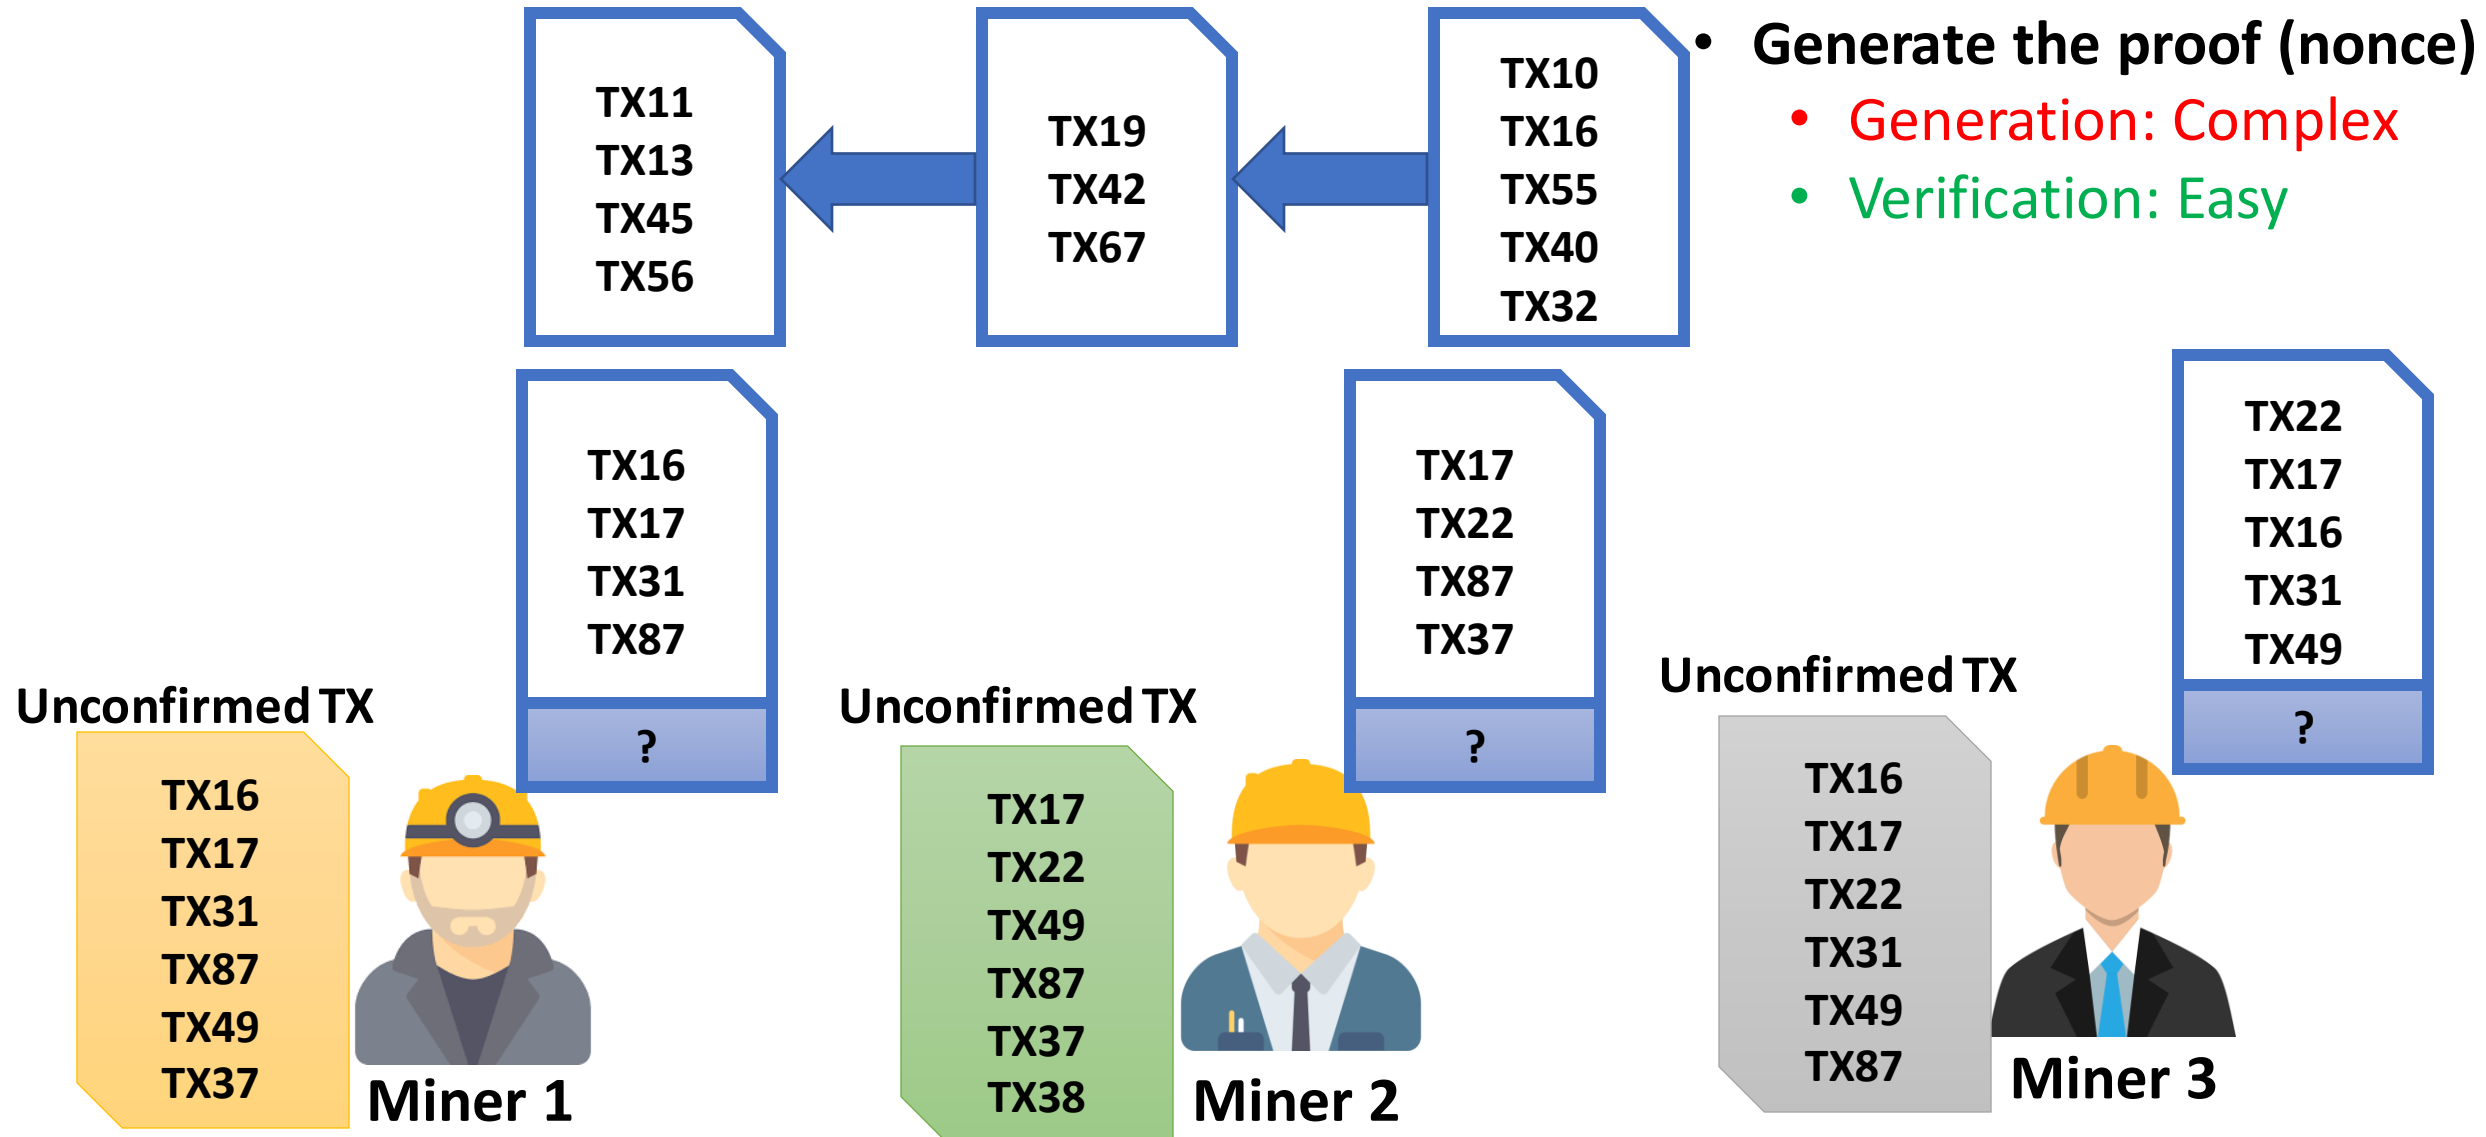 TX11
TX13
TX45
TX56
TX19
TX42
TX67
TX10
TX16
TX55
TX40
TX32
• Generate the proof (nonce)
• Generation: Complex
• Verification: Easy
TX16
TX17
TX31
TX87
?
Unconfirmed TX
TX16
TX17
TX31
TX87
TX49
TX37
Miner 1
TX17
TX22
TX87
TX37
?
Unconfirmed TX
TX17
TX22
TX49
TX87
TX37
TX38
Miner 2
TX22
TX17
TX16
TX31
TX49
?
Unconfirmed TX
TX16
TX17
TX22
TX31
TX49
TX87
Miner 3